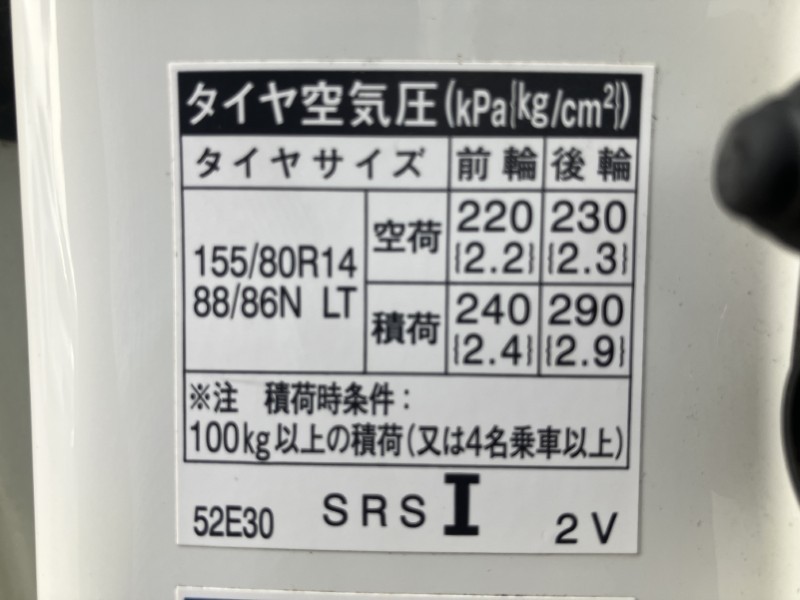 タイヤ空気圧(kPa{kg/cm²})
タイヤサイズ 前輪 後輪
155/80R14
88/86N LT
空荷 220 230
{2.2} {2.3}
積荷 240 290
{2.4} {2.9}
※注 積荷時条件：
100kg以上の積荷(又は4名乗車以上)
52E30 SRS I 2V